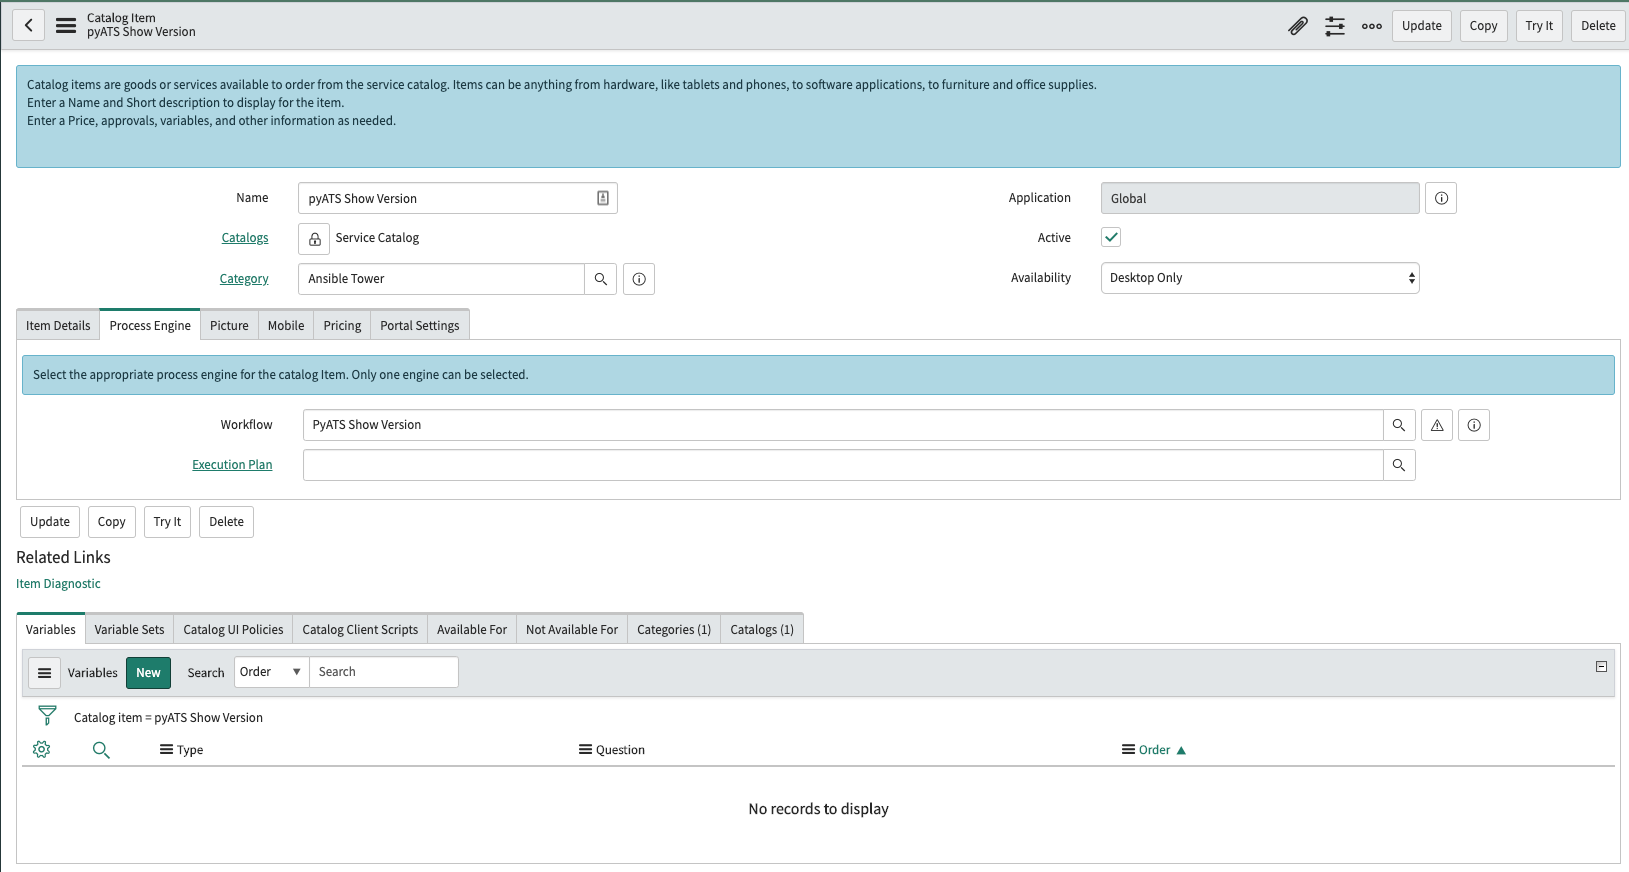 Catalog Item
pyATS Show Version
Update
Copy
Try It
Delete
Catalog items are goods or services available to order from the service catalog. Items can be anything from hardware, like tablets and phones, to software applications, to furniture and office supplies.
Enter a Name and Short description to display for the item.
Enter a Price, approvals, variables, and other information as needed.
Name
pyATS Show Version
Application
Global
Catalogs
Service Catalog
Active
Category
Ansible Tower
Availability
Desktop Only
Item Details
Process Engine
Picture
Mobile
Pricing
Portal Settings
Select the appropriate process engine for the catalog Item. Only one engine can be selected.
Workflow
PyATS Show Version
Execution Plan
Update
Copy
Try It
Delete
Related Links
Item Diagnostic
Variables
Variable Sets
Catalog UI Policies
Catalog Client Scripts
Available For
Not Available For
Categories (1)
Catalogs (1)
Variables
New
Search
Order
Search
Catalog item = pyATS Show Version
Type
Question
Order
No records to display